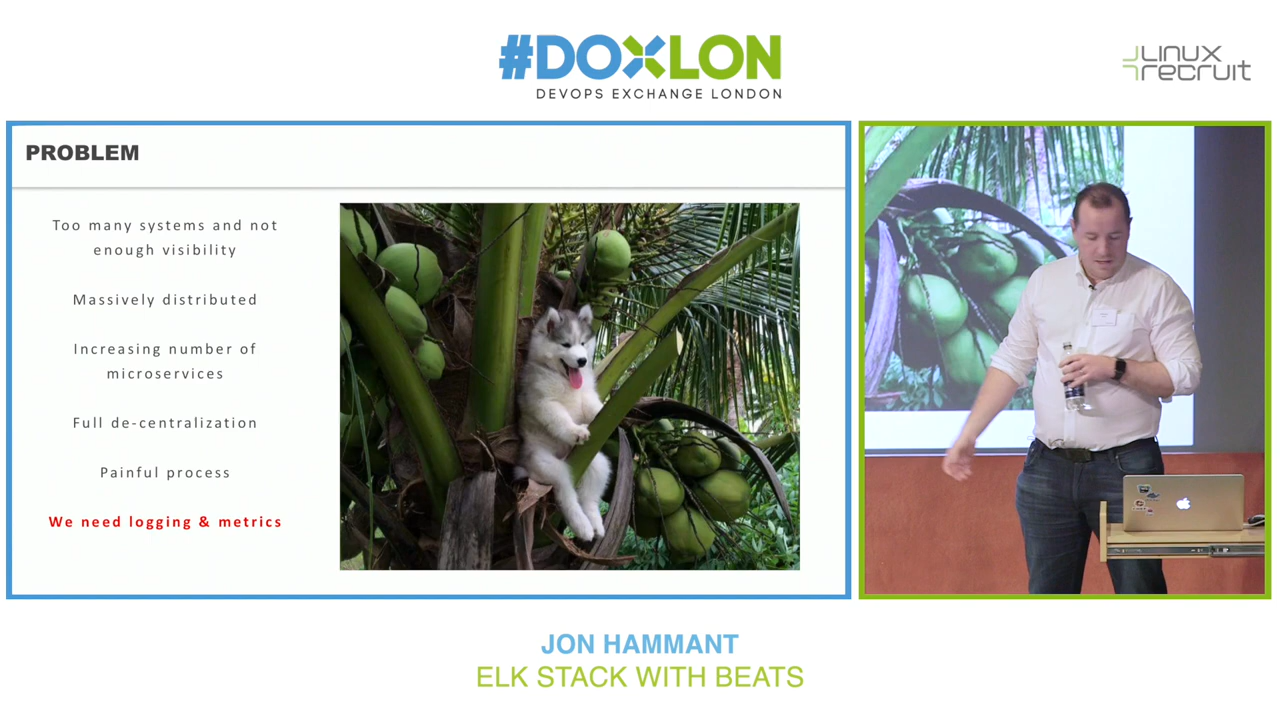 #DOXLON
DEVOPS EXCHANGE LONDON
LINUX
recruit
PROBLEM
Too many systems and not
enough visibility
Massively distributed
Increasing number of
microservices
Full de-centralization
Painful process
We need logging & metrics
JON HAMMANT
ELK STACK WITH BEATS